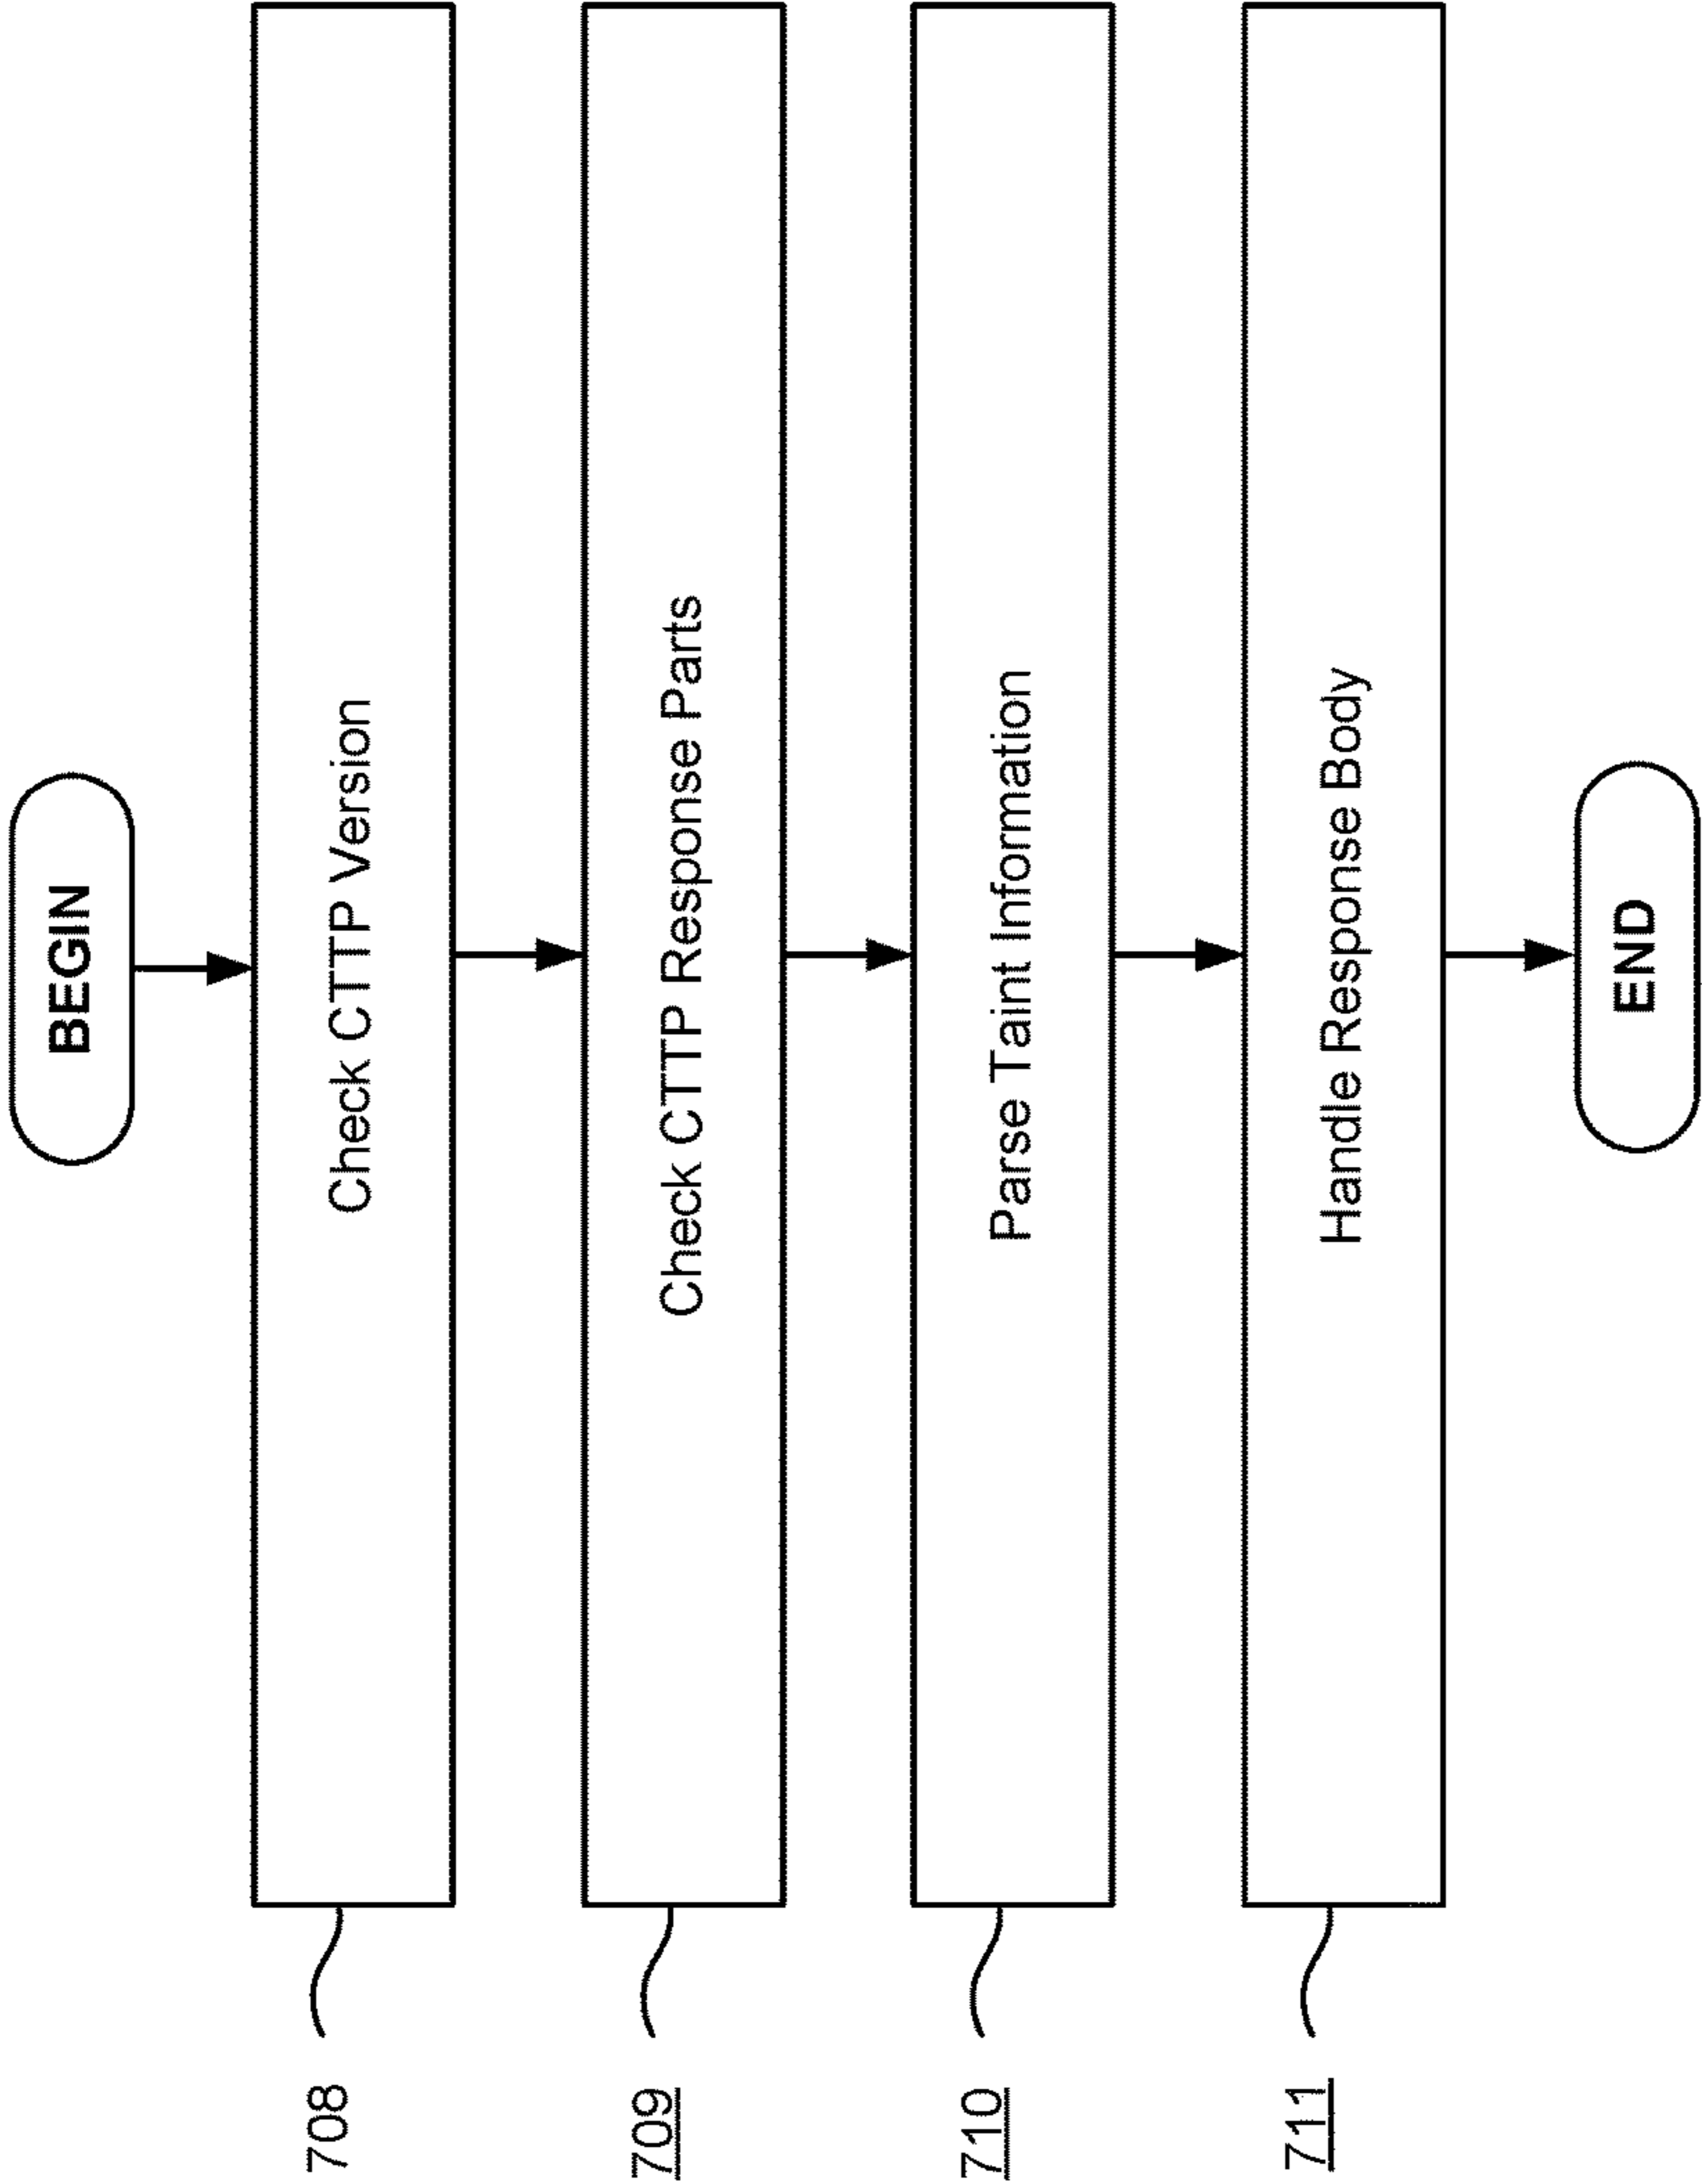 BEGIN
708
Check CTTP Version
709
Check CTTP Response Parts
710
Parse Taint Information
711
Handle Response Body
END